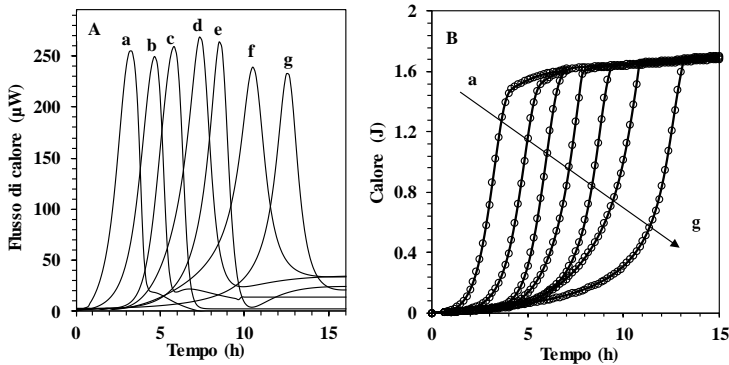 A
a
b
c
d
e
f
g
250
200
150
100
50
0
0
5
10
15
Flusso di calore (µW)
Tempo (h)
B
a
g
2
1.6
1.2
0.8
0.4
0
0
5
10
15
Calore (J)
Tempo (h)